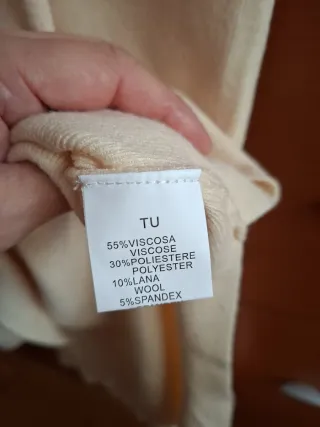 TU
55%VISCOSA
VISCOSE
30%POLIESTERE
POLYESTER
10%LANA
WOOL
5%SPANDEX